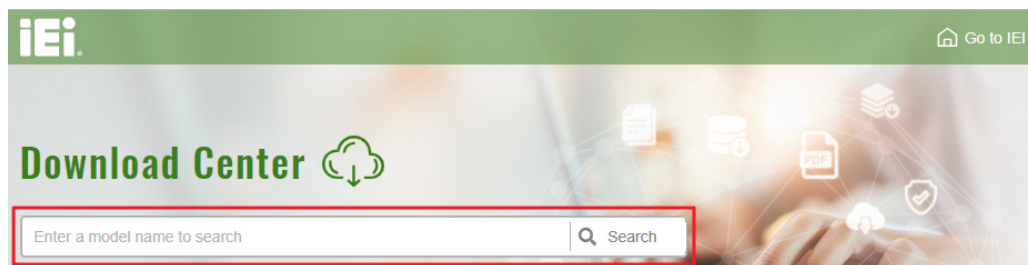 iEi
Go to IEI
Download Center
PDF
Enter a model name to search
Search